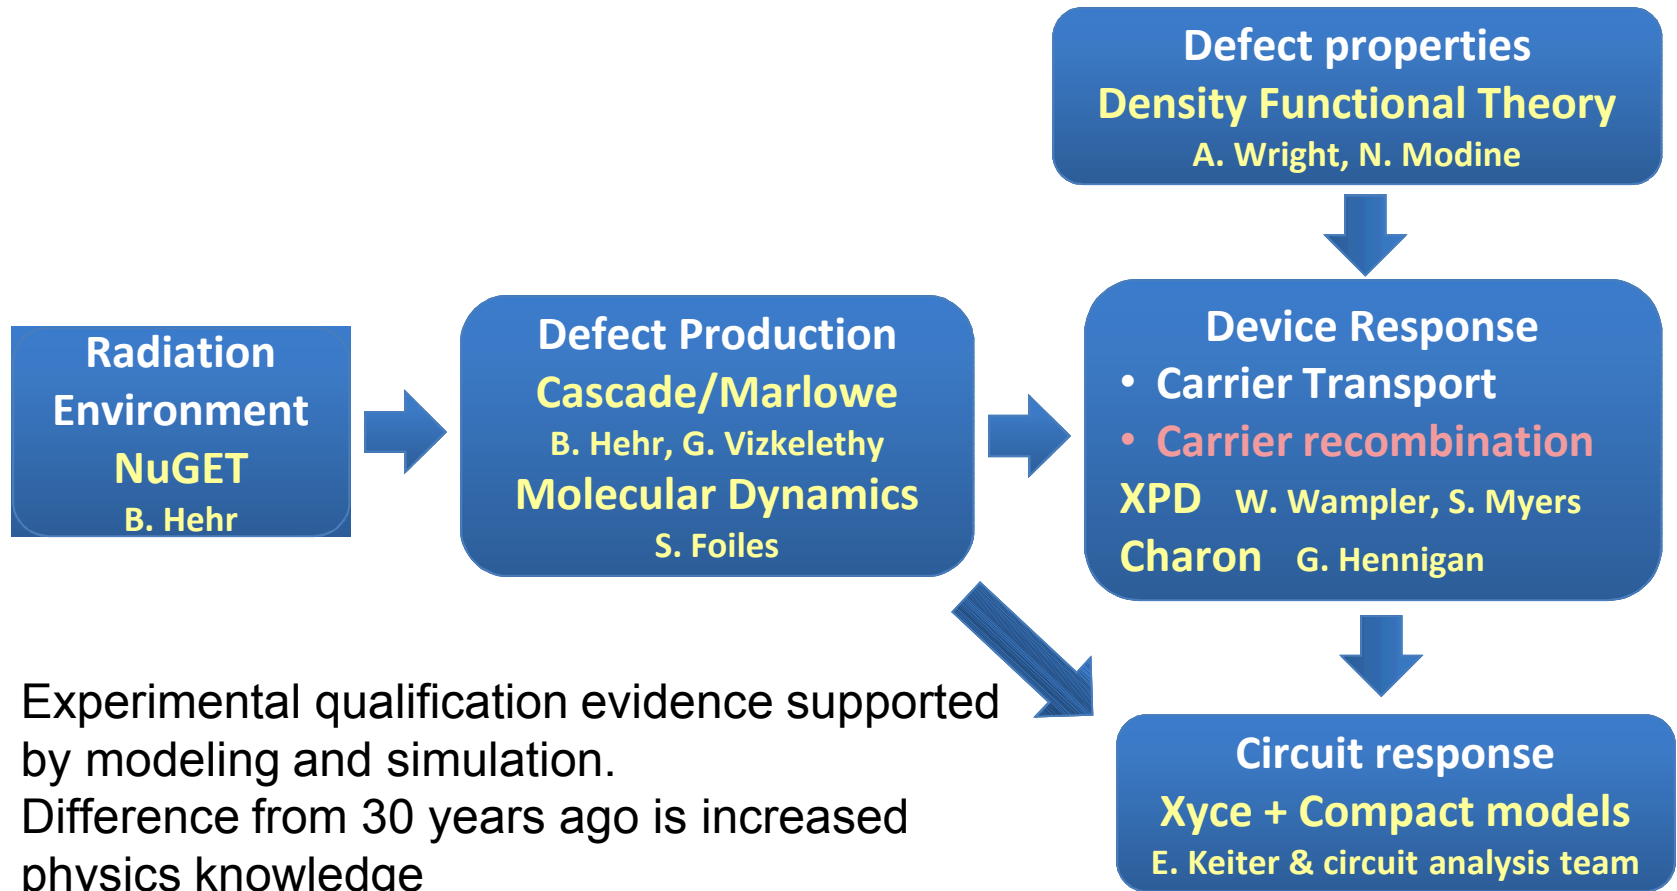 Defect properties
Density Functional Theory
A. Wright, N. Modine
Radiation
Environment
NuGET
B. Hehr
Defect Production
Cascade/Marlowe
B. Hehr, G. Vizkelethy
Molecular Dynamics
S. Foiles
Device Response
• Carrier Transport
• Carrier recombination
XPD W. Wampler, S. Myers
Charon G. Hennigan
Experimental qualification evidence supported
by modeling and simulation.
Difference from 30 years ago is increased
physics knowledge
Circuit response
Xyce + Compact models
E. Keiter & circuit analysis team